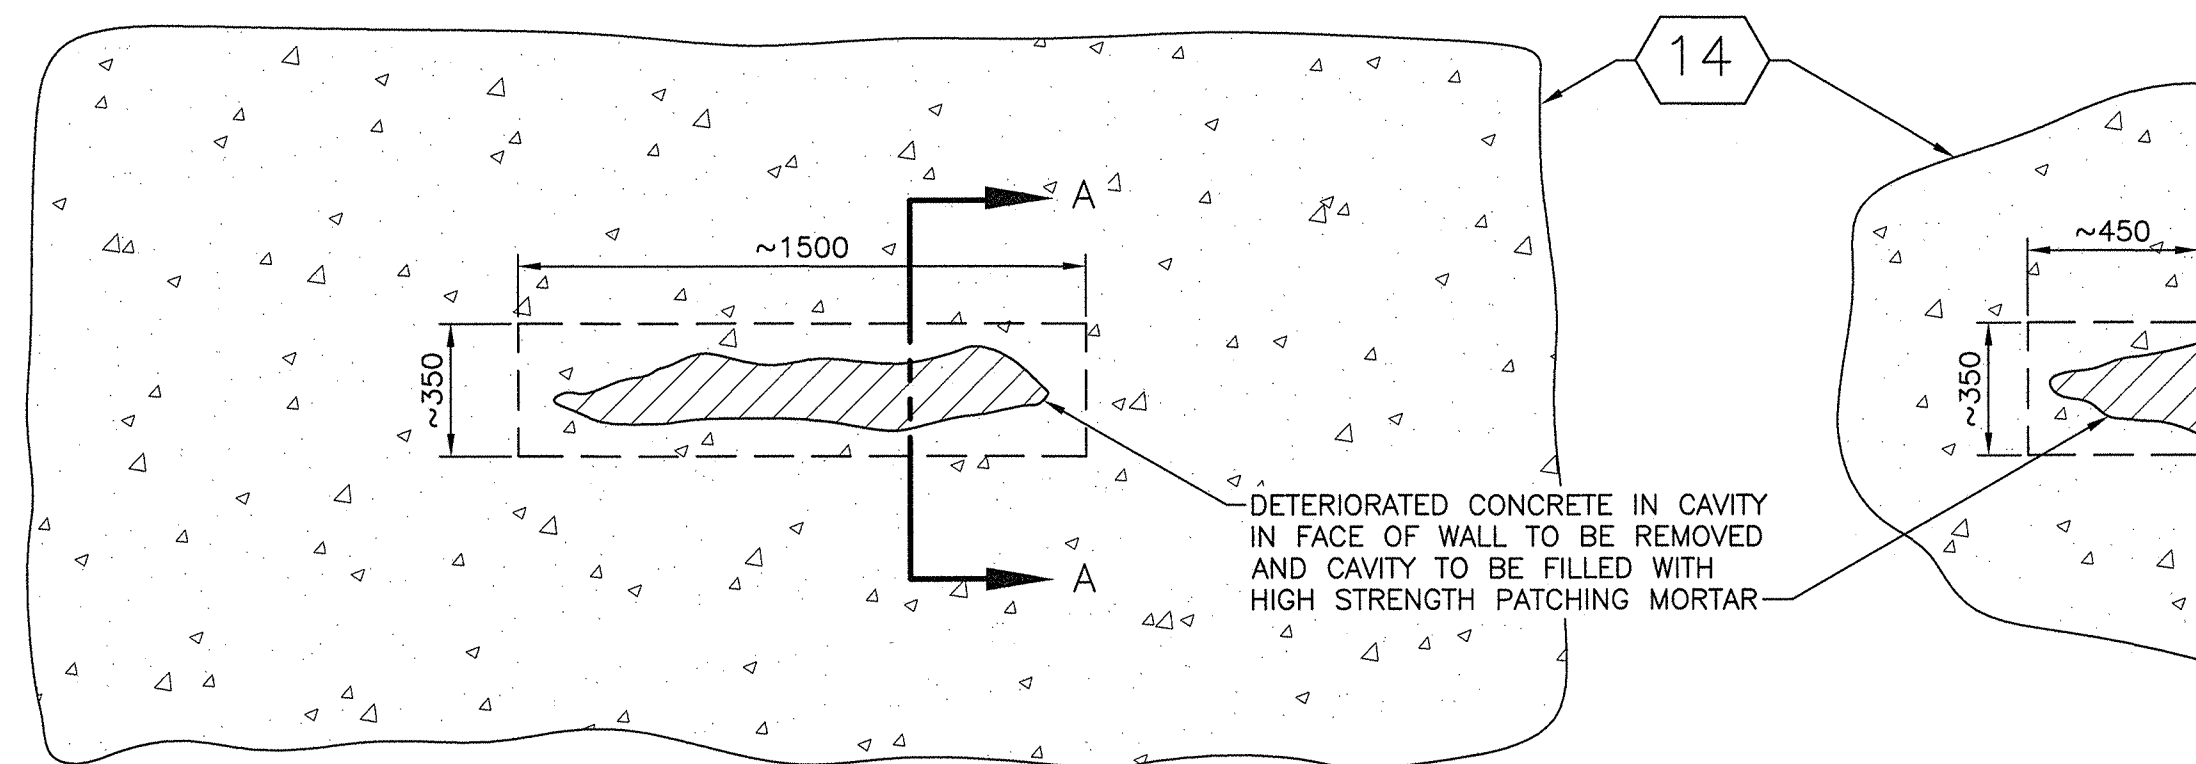 14
A
~1500
~450
~350
~350
DETERIORATED CONCRETE IN CAVITY
IN FACE OF WALL TO BE REMOVED
AND CAVITY TO BE FILLED WITH
HIGH STRENGTH PATCHING MORTAR
A